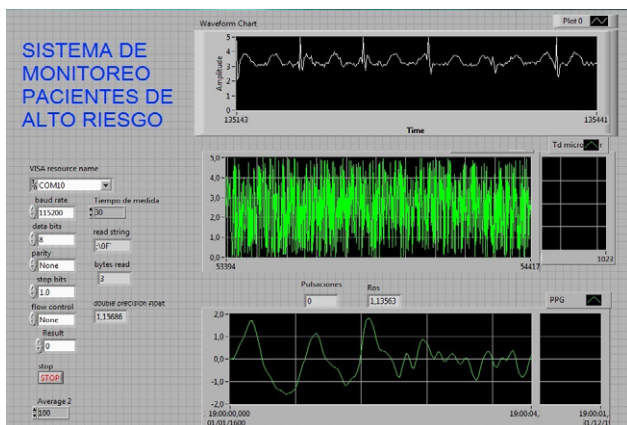 SISTEMA DE
MONITOREO
PACIENTES DE
ALTO RIESGO
Waveform Chart
Plot 0
Amplitude
5
4
3
2
1
0
135143
135441
Time
VISA resource name
COM10
baud rate
115200
Tiempo de medida
30
data bits
8
read string
parity
None
bytes read
3
stop bits
1.0
double precision float
1,15686
flow control
None
Result
0
stop
STOP
Average 2
100
Td micro
5,0
4,0
3,0
2,0
1,0
0,0
53394
54417
1023
Pulsaciones
0
Ros
1,13563
PPG
2,0
1,0
0,0
-1,0
-2,0
19:00:00,000
01/01/1600
19:00:04,
19:00:01,
31/12/1